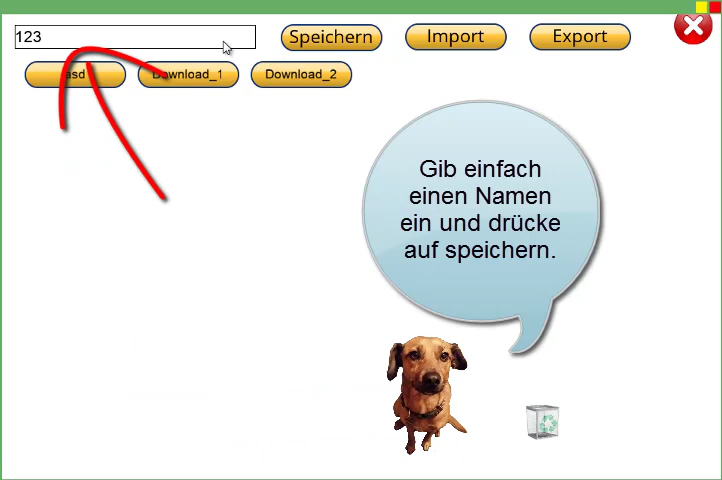 123
Speichern
Import
Export
asd
Download_1
Download_2
Gib einfach
einen Namen
ein und drücke
auf speichern.